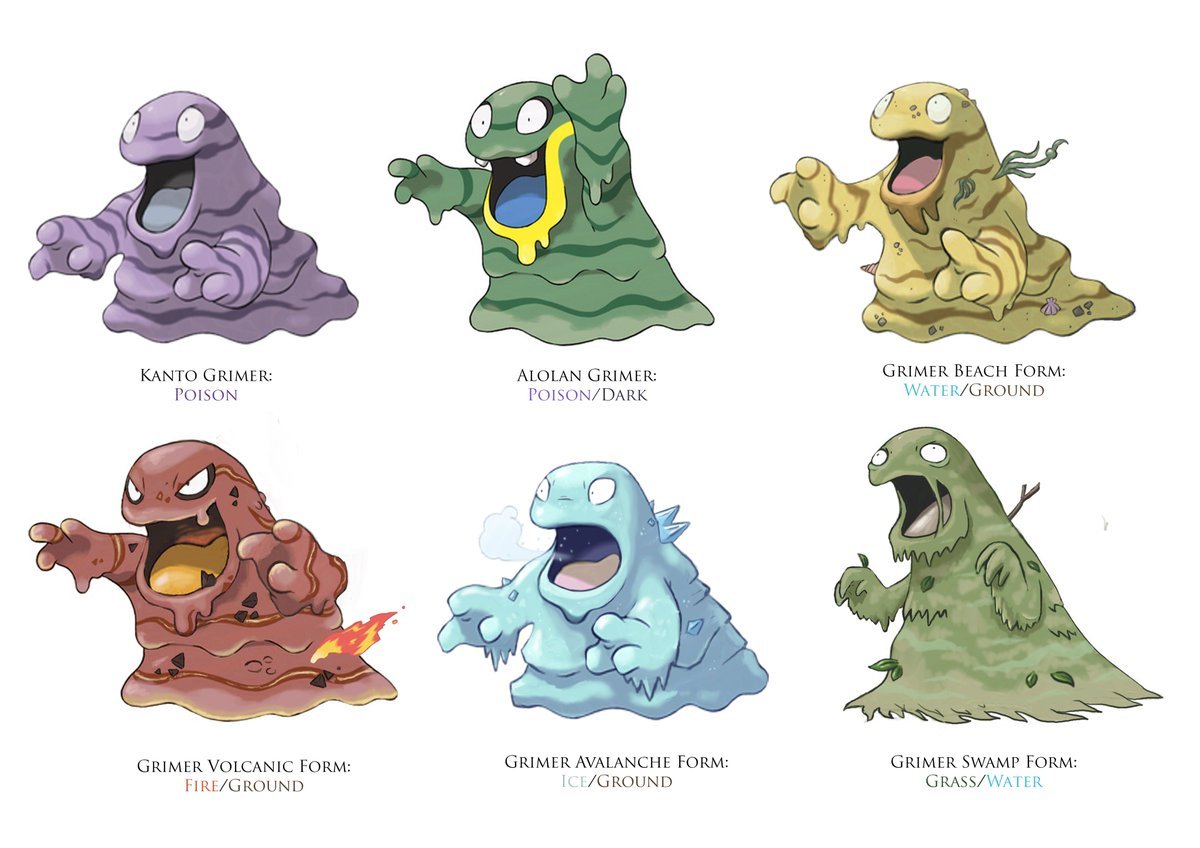 Kanto Grimer:
Poison
Alolan Grimer:
Poison/Dark
Grimer Beach Form:
Water/Ground
Grimer Volcanic Form:
Fire/Ground
Grimer Avalanche Form:
Ice/Ground
Grimer Swamp Form:
Grass/Water